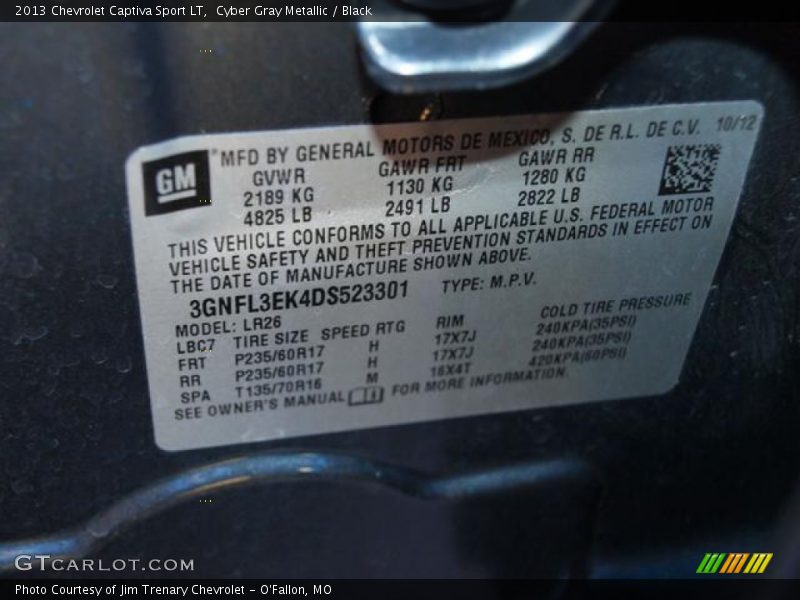 2013 Chevrolet Captiva Sport LT,  Cyber Gray Metallic / Black
GM
MFD BY GENERAL MOTORS DE MEXICO, S. DE R.L. DE C.V. 10/12
GVWR GAWR FRT GAWR RR
2189 KG 1130 KG 1280 KG
4825 LB 2491 LB 2822 LB
THIS VEHICLE CONFORMS TO ALL APPLICABLE U.S. FEDERAL MOTOR
VEHICLE SAFETY AND THEFT PREVENTION STANDARDS IN EFFECT ON
THE DATE OF MANUFACTURE SHOWN ABOVE.
3GNFL3EK4DS523301 TYPE: M.P.V.
MODEL: LR26
LBC7 TIRE SIZE SPEED RTG RIM COLD TIRE PRESSURE
FRT P235/60R17 H 17X7J 240KPA(35PSI)
RR P235/60R17 H 17X7J 240KPA(35PSI)
SPA T135/70R16 M 16X4T 420KPA(60PSI)
SEE OWNER'S MANUAL FOR MORE INFORMATION.
GTCARLOT.COM
Photo Courtesy of Jim Trenary Chevrolet - O'Fallon, MO